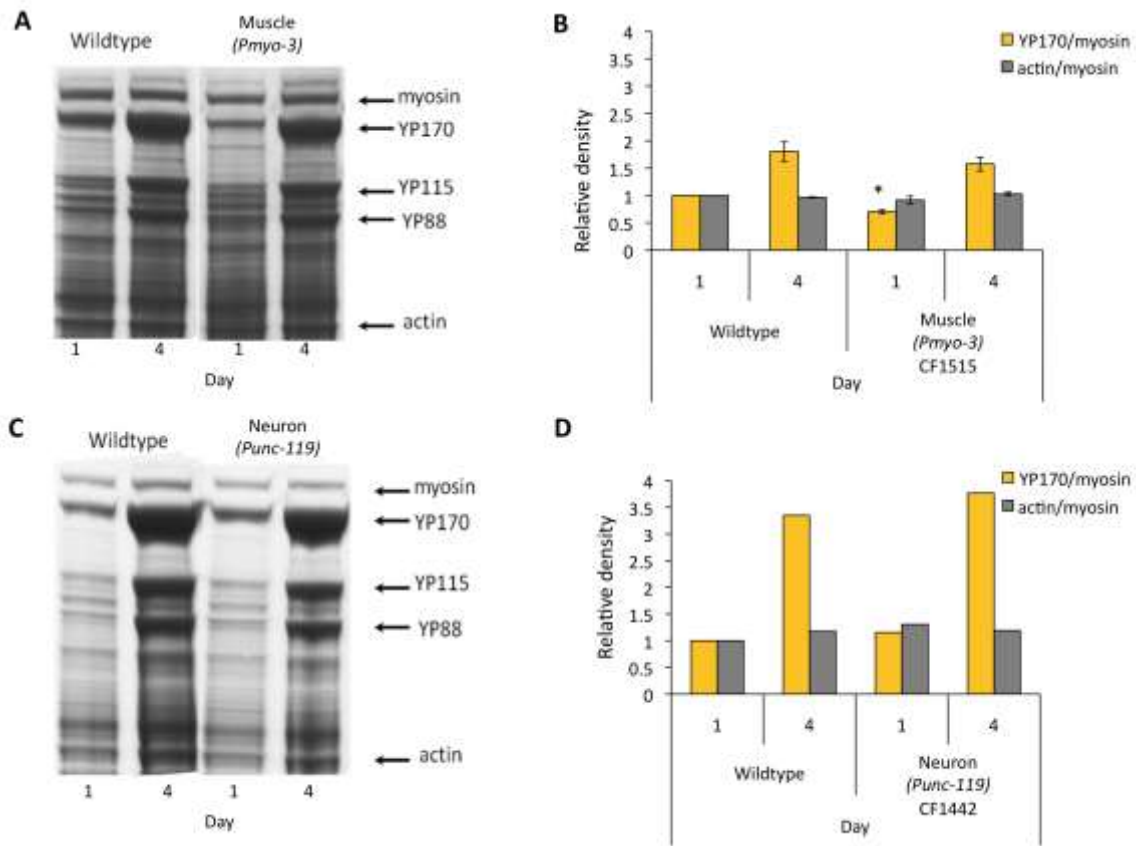 A
Wildtype
Muscle
(Pmyo-3)
myosin
YP170
YP115
YP88
actin
1 4 1 4
Day
B
YP170/myosin
actin/myosin
Relative density
4
3.5
3
2.5
2
1.5
1
0.5
0
*
1 4 1 4
Wildtype
Muscle
(Pmyo-3)
CF1515
Day
C
Wildtype
Neuron
(Punc-119)
myosin
YP170
YP115
YP88
actin
1 4 1 4
Day
D
YP170/myosin
actin/myosin
Relative density
4
3.5
3
2.5
2
1.5
1
0.5
0
1 4 1 4
Wildtype
Neuron
(Punc-119)
CF1442
Day